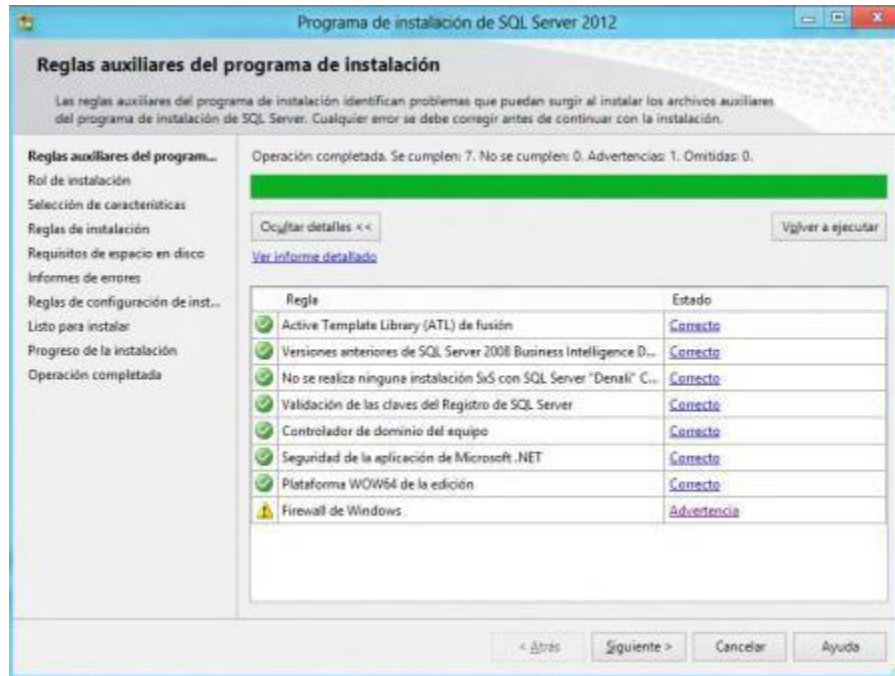 Programa de instalación de SQL Server 2012
Reglas auxiliares del programa de instalación
Las reglas auxiliares del programa de instalación identifican problemas que puedan surgir al instalar los archivos auxiliares
del programa de instalación de SQL Server. Cualquier error se debe corregir antes de continuar con la instalación.
Reglas auxiliares del program...
Rol de instalación
Selección de características
Reglas de instalación
Requisitos de espacio en disco
Informes de errores
Reglas de configuración de inst...
Listo para instalar
Progreso de la instalación
Operación completada
Operación completada. Se cumplen: 7. No se cumplen: 0. Advertencias: 1. Omitidas: 0.
Ocultar detalles <<
Volver a ejecutar
Ver informe detallado
Regla Estado
Active Template Library (ATL) de fusión Correcto
Versiones anteriores de SQL Server 2008 Business Intelligence D... Correcto
No se realiza ninguna instalación SxS con SQL Server "Denali" C... Correcto
Validación de las claves del Registro de SQL Server Correcto
Controlador de dominio del equipo Correcto
Seguridad de la aplicación de Microsoft .NET Correcto
Plataforma WOW64 de la edición Correcto
Firewall de Windows Advertencia
< Atrás
Siguiente >
Cancelar
Ayuda